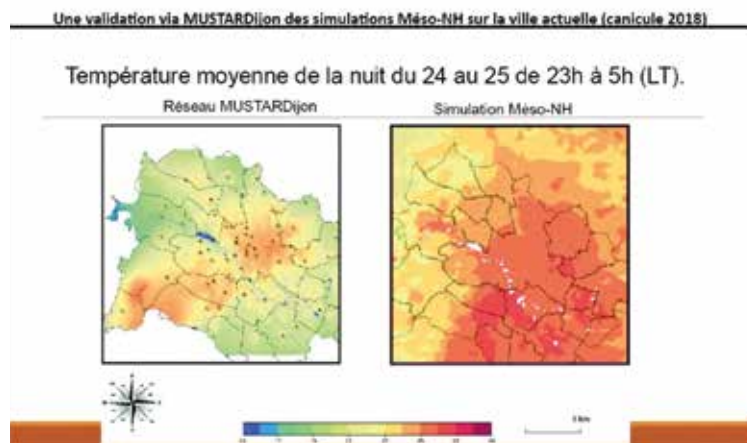 Une validation via MUSTARDijon des simulations Méso-NH sur la ville actuelle (canicule 2018)
Température moyenne de la nuit du 24 au 25 de 23h à 5h (LT).
Réseau MUSTARDijon
Simulation Méso-NH